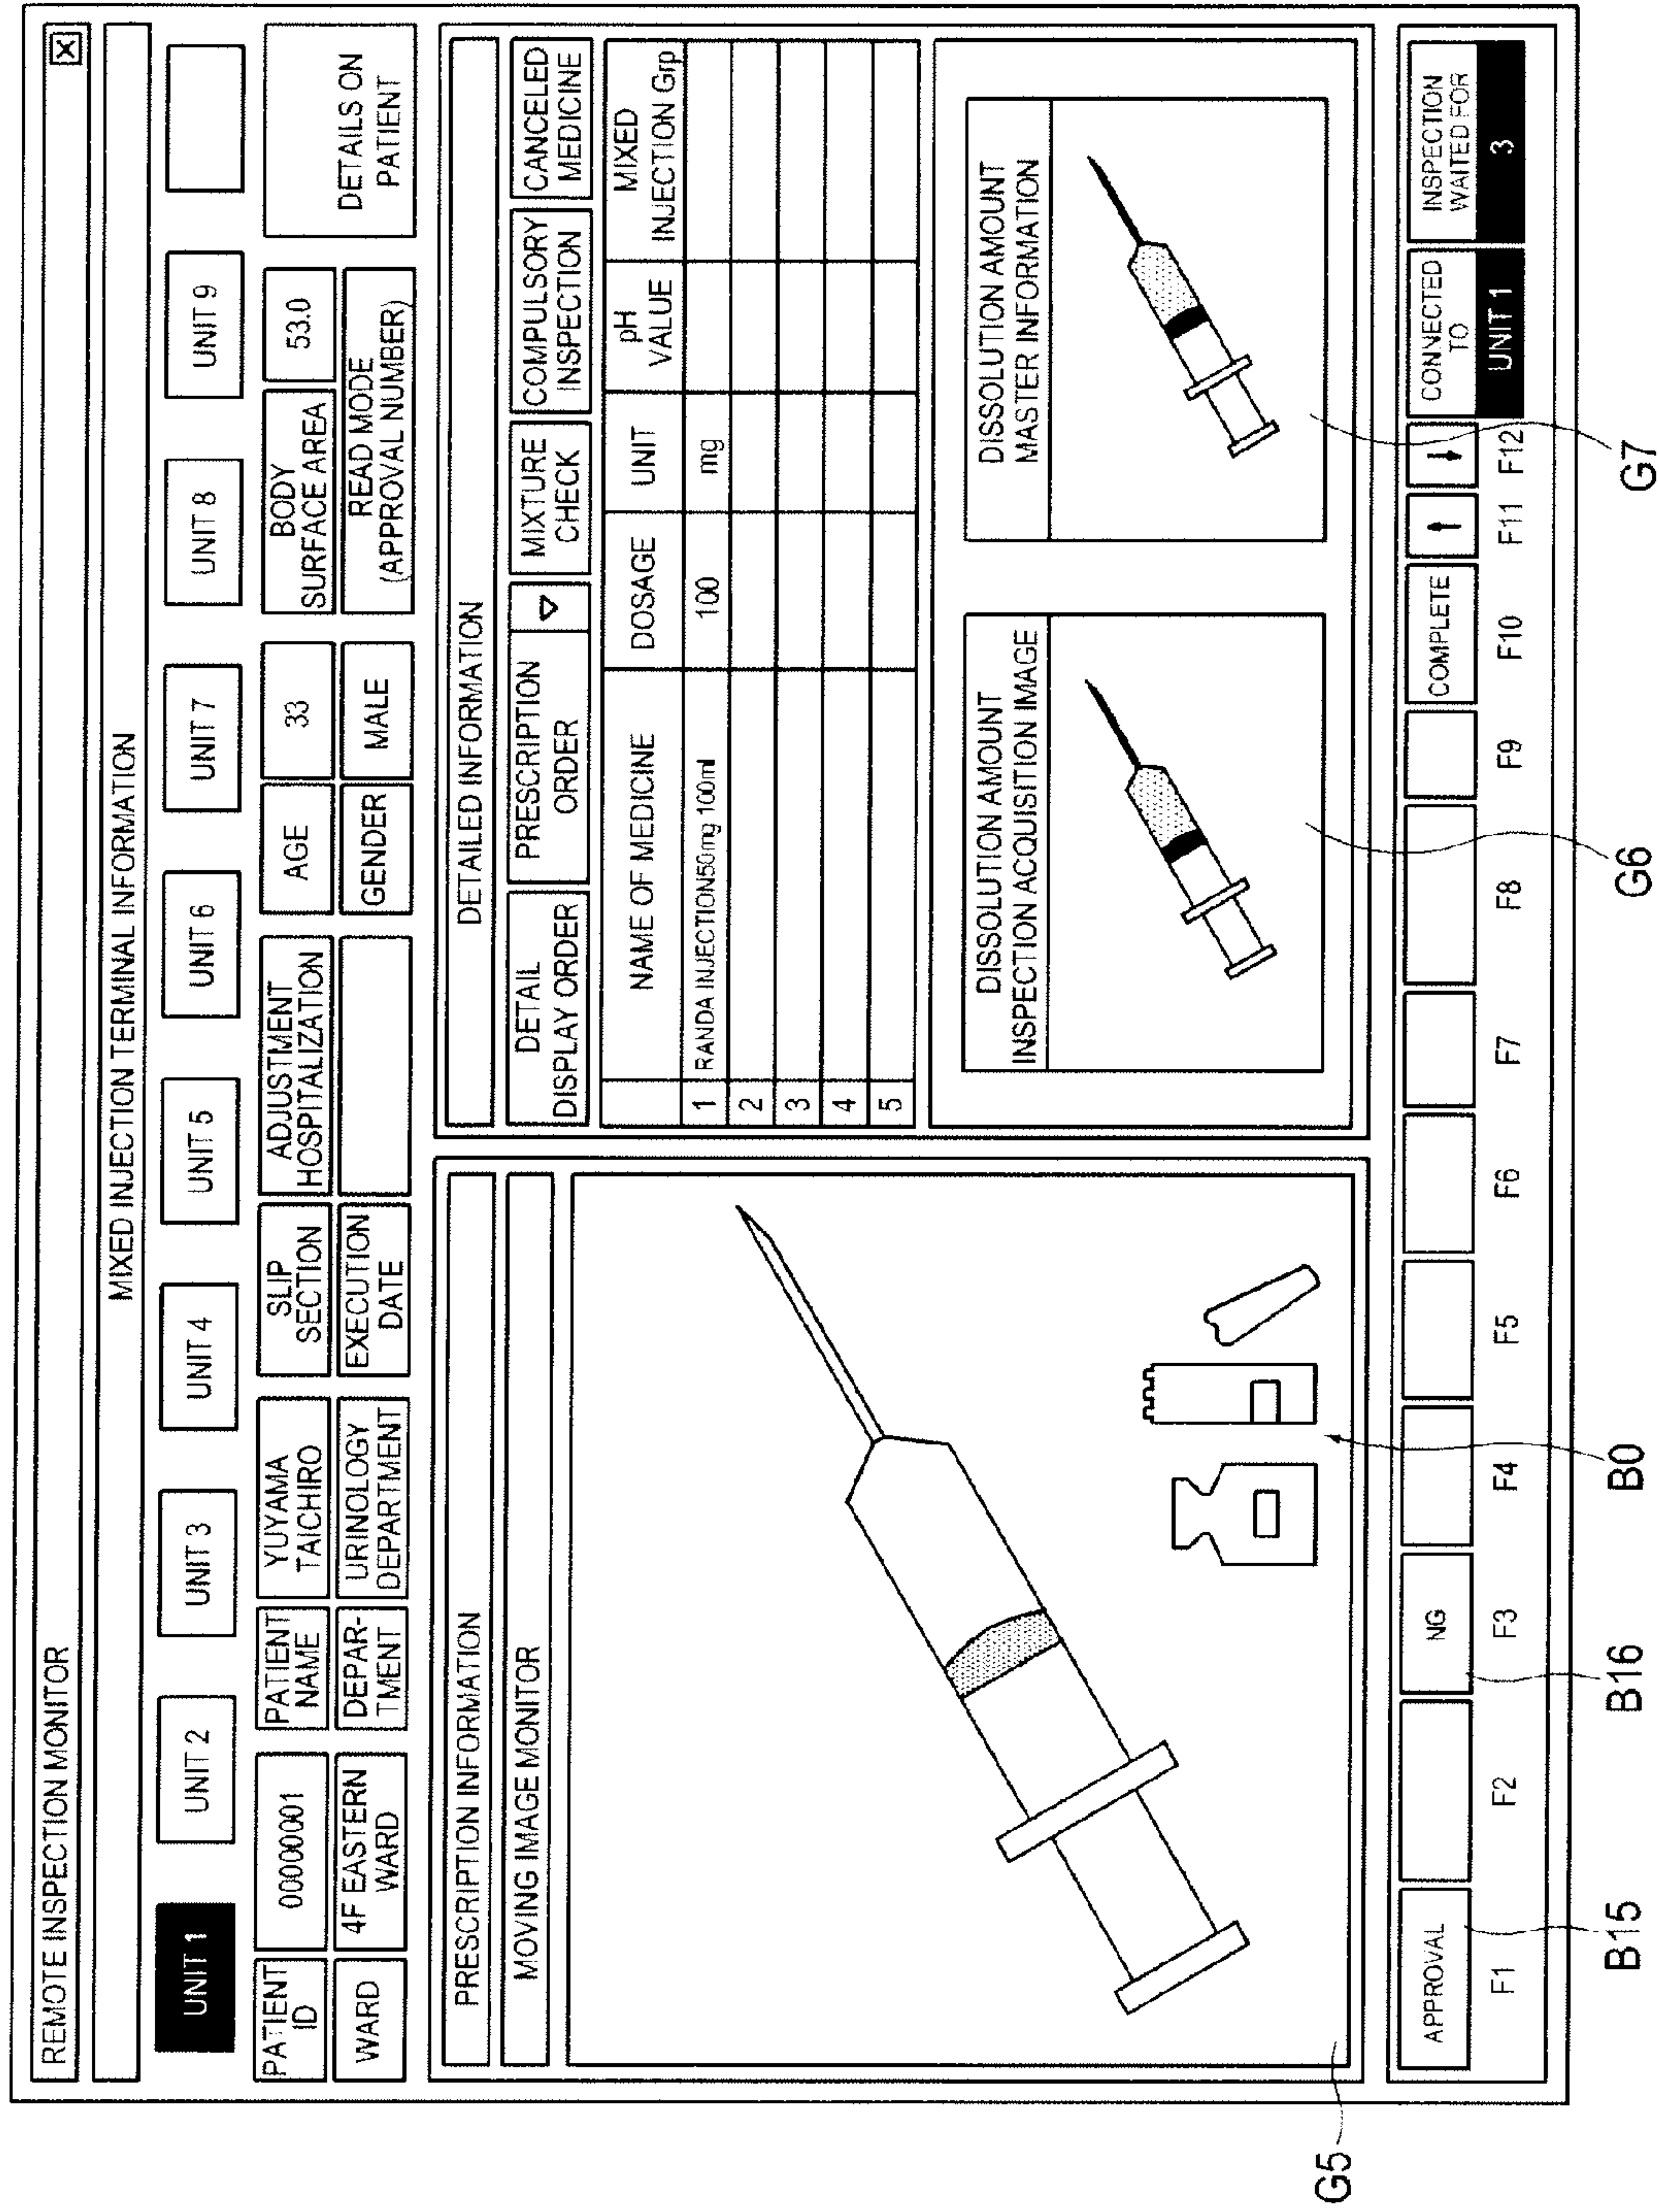 REMOTE INSPECTION MONITOR
X
MIXED INJECTION TERMINAL INFORMATION
UNIT 1
UNIT 2
UNIT 3
UNIT 4
UNIT 5
UNIT 6
UNIT 7
UNIT 8
UNIT 9
PATIENT
ID
0000001
PATIENT
NAME
YUYAMA
TAICHIRO
SLIP
SECTION
ADJUSTMENT
HOSPITALIZATION
AGE
33
BODY
SURFACE AREA
53.0
DETAILS ON
PATIENT
WARD
4F EASTERN
WARD
DEPAR-
TMENT
URINOLOGY
DEPARTMENT
EXECUTION
DATE
GENDER
MALE
READ MODE
(APPROVAL NUMBER)
PRESCRIPTION INFORMATION
MOVING IMAGE MONITOR
DETAILED INFORMATION
DETAIL
DISPLAY ORDER
PRESCRIPTION
ORDER
▽
MIXTURE
CHECK
COMPULSORY
INSPECTION
CANCELED
MEDICINE
NAME OF MEDICINE
DOSAGE
UNIT
pH
VALUE
MIXED
INJECTION Grp
1 RANDA INJECTION50mg 100ml 100 mg
2
3
4
5
DISSOLUTION AMOUNT
INSPECTION ACQUISITION IMAGE
DISSOLUTION AMOUNT
MASTER INFORMATION
APPROVAL
NG
COMPLETE
↑
↓
CONNECTED
TO
UNIT 1
INSPECTION
WAITED FOR
3
F1 F2 F3 F4 F5 F6 F7 F8 F9 F10 F11 F12
G5
B15
B16
B0
G6
G7